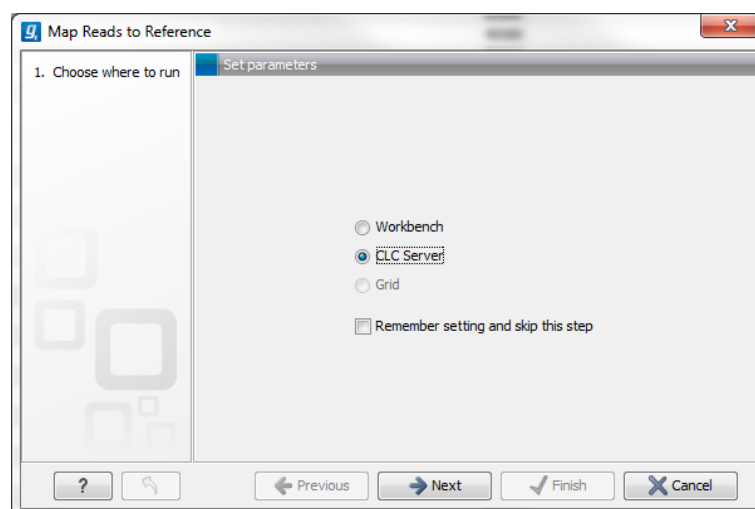 Map Reads to Reference
1. Choose where to run
Set parameters
Workbench
CLC Server
Grid
Remember setting and skip this step
?
Previous
Next
Finish
Cancel